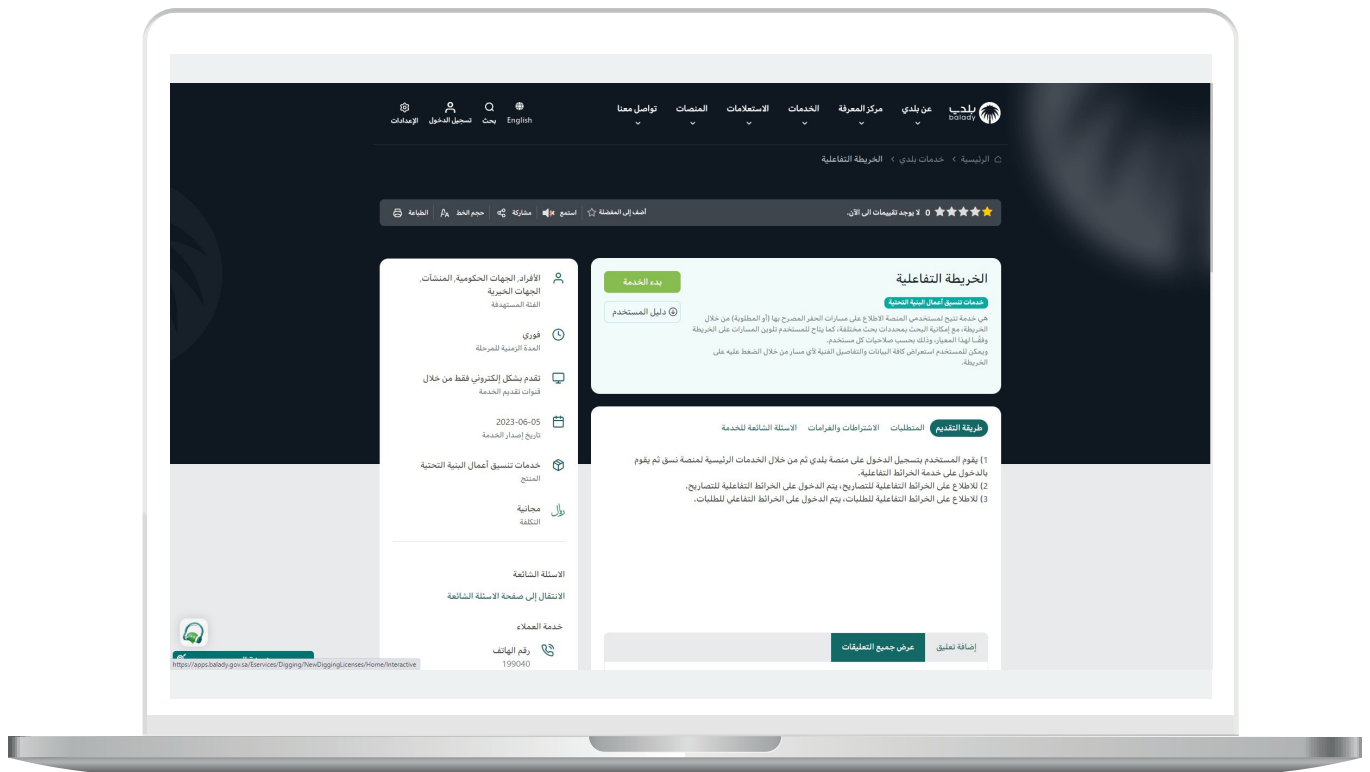 بلدي
balady
عن بلدي
مركز المعرفة
الخدمات
الاستعلامات
المنصات
تواصل معنا
English
بحث
تسجيل الدخول
الإعدادات
الرئيسية > خدمات بلدي > الخريطة التفاعلية
0 لا يوجد تقييمات الى الآن.
أضف إلى المفضلة
استمع
مشاركة
حجم الخط
الطباعة
الخريطة التفاعلية
خدمات تنسيق أعمال البنية التحتية
هي خدمة تتيح لمستخدمي المنصة الاطلاع على مسارات الحفر المصرح بها (أو المطلوبة) من خلال
الخريطة، مع إمكانية البحث بمحددات بحث مختلفة، كما يتاح للمستخدم تلوين المسارات على الخريطة
وفقًا لهذا المعيار، وذلك بحسب صلاحيات كل مستخدم.
ويمكن للمستخدم استعراض كافة البيانات والتفاصيل الفنية لأي مسار من خلال الضغط عليه على
الخريطة.
بدء الخدمة
دليل المستخدم
طريقة التقديم
المتطلبات
الاشتراطات والغرامات
الاسئلة الشائعة للخدمة
1) يقوم المستخدم بتسجيل الدخول على منصة بلدي ثم من خلال الخدمات الرئيسية لمنصة نسق ثم يقوم
بالدخول على خدمة الخرائط التفاعلية.
2) للاطلاع على الخرائط التفاعلية للتصاريح، يتم الدخول على الخرائط التفاعلية للتصاريح.
3) للاطلاع على الخرائط التفاعلية للطلبات، يتم الدخول على الخرائط التفاعلي للطلبات.
إضافة تعليق
عرض جميع التعليقات
الأفراد, الجهات الحكومية, المنشآت,
الجهات الخيرية
الفئة المستهدفة
فوري
المدة الزمنية للمرحلة
تقدم بشكل إلكتروني فقط من خلال
قنوات تقديم الخدمة
2023-06-05
تاريخ إصدار الخدمة
خدمات تنسيق أعمال البنية التحتية
المنتج
ريال
مجانية
التكلفة
الاسئلة الشائعة
الانتقال إلى صفحة الاسئلة الشائعة
خدمة العملاء
رقم الهاتف
199040
https://apps.balady.gov.sa/Eservices/Digging/NewDiggingLicenses/Home/Interactive